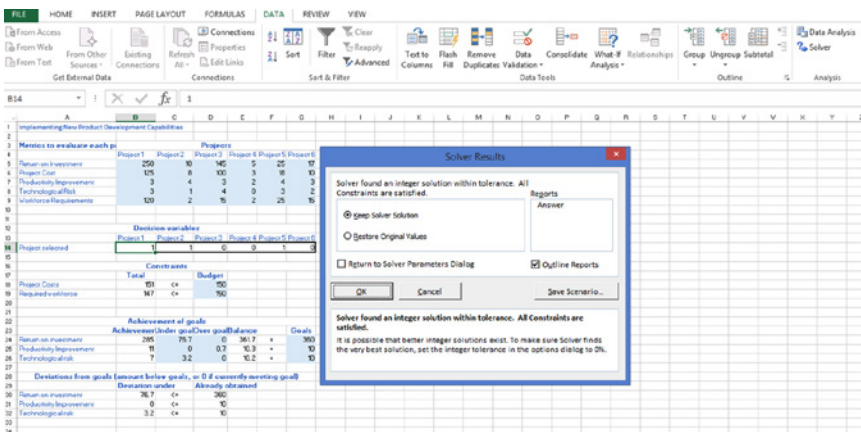 FILE HOME INSERT PAGE LAYOUT FORMULAS DATA REVIEW VIEW
From Access
From Web
From Text
From Other Sources
Get External Data
Existing Connections
Refresh All
Connections
Properties
Edit Links
Connections
Sort
Filter
Clear
Reapply
Advanced
Sort & Filter
Text to Columns
Flash Fill
Remove Duplicates
Data Validation
Consolidate
What-If Analysis
Relationships
Data Tools
Group
Ungroup
Subtotal
Outline
Data Analysis
Solver
Analysis
B14 fx 1
A B C D E F G H I J K L M N O P Q R S T U V W X Y
Implementing New Product Development Capabilities
Metrics to evaluate each p Projects
Project 1 Project 2 Project 3 Project 4 Project 5 Project 6
Return on Investment 250 10 145 5 25 17
Project Cost 125 8 100 3 18 10
Productivity Improvement 3 4 3 2 4 3
Technological Risk 3 1 4 0 3 2
Workforce Requirements 120 2 15 2 25 15
Decision variables
Project 1 Project 2 Project 3 Project 4 Project 5 Project 6
Project selected 1 1 0 0 1 0
Constraints
Total Budget
Project Costs 151 <= 150
Required workforce 147 <= 150
Achievement of goals
Achievemen Under goal Over goal Balance Goals
Return on investment 285 0 361.7 = 360
Productivity Improvement 11 0 0.7 10.3 = 10
Technological risk 7 3.2 0 10.2 = 10
Deviations from goals (amount below goals, or 0 if currently meeting goal)
Deviation under Already obtained
Return on investment 76.7 <= 360
Productivity Improvement 0 <= 10
Technological risk 3.2 <= 10
Solver Results
Solver found an integer solution within tolerance. All
Constraints are satisfied.
Reports
Answer
Keep Solver Solution
Restore Original Values
Return to Solver Parameters Dialog
Outline Reports
OK Cancel Save Scenario...
Solver found an integer solution within tolerance. All Constraints are
satisfied.
It is possible that better integer solutions exist. To make sure Solver finds
the very best solution, set the integer tolerance in the options dialog to 0%.